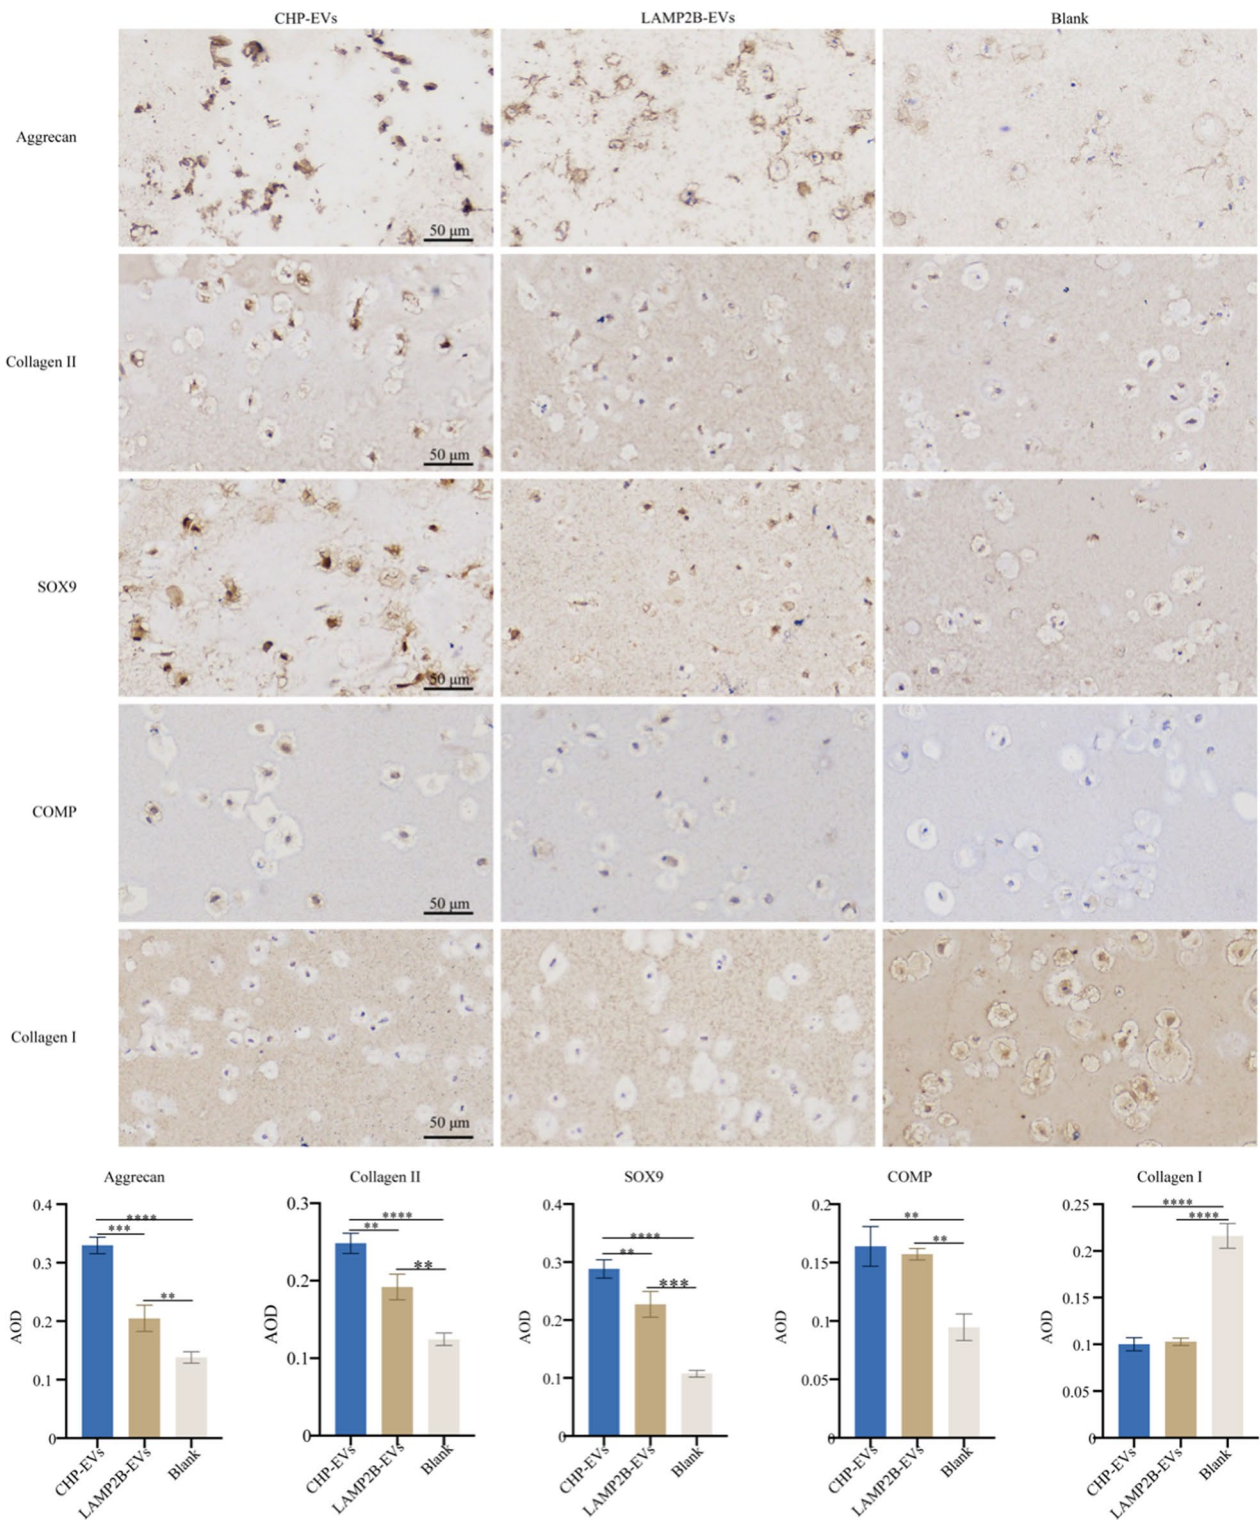 CHP-EVs LAMP2B-EVs Blank
Aggrecan
50 μm
Collagen II
50 μm
SOX9
50 μm
COMP
50 μm
Collagen I
50 μm
Aggrecan Collagen II SOX9 COMP Collagen I
AOD
0.4
0.3
0.2
0.1
0
****
***
**
CHP-EVs
LAMP2B-EVs
Blank
AOD
0.3
0.2
0.1
0
****
**
**
CHP-EVs
LAMP2B-EVs
Blank
AOD
0.4
0.3
0.2
0.1
0
****
**
***
CHP-EVs
LAMP2B-EVs
Blank
AOD
0.2
0.15
0.1
0.05
0
**
**
CHP-EVs
LAMP2B-EVs
Blank
AOD
0.25
0.2
0.15
0.1
0.05
0
****
****
CHP-EVs
LAMP2B-EVs
Blank